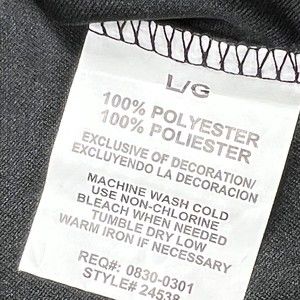 L/G
100% POLYESTER
100% POLIESTER
EXCLUSIVE OF DECORATION/
EXCLUYENDO LA DECORACION
MACHINE WASH COLD
USE NON-CHLORINE
BLEACH WHEN NEEDED
TUMBLE DRY LOW
WARM IRON IF NECESSARY
REQ#: 0830-0301
STYLE#: 24538